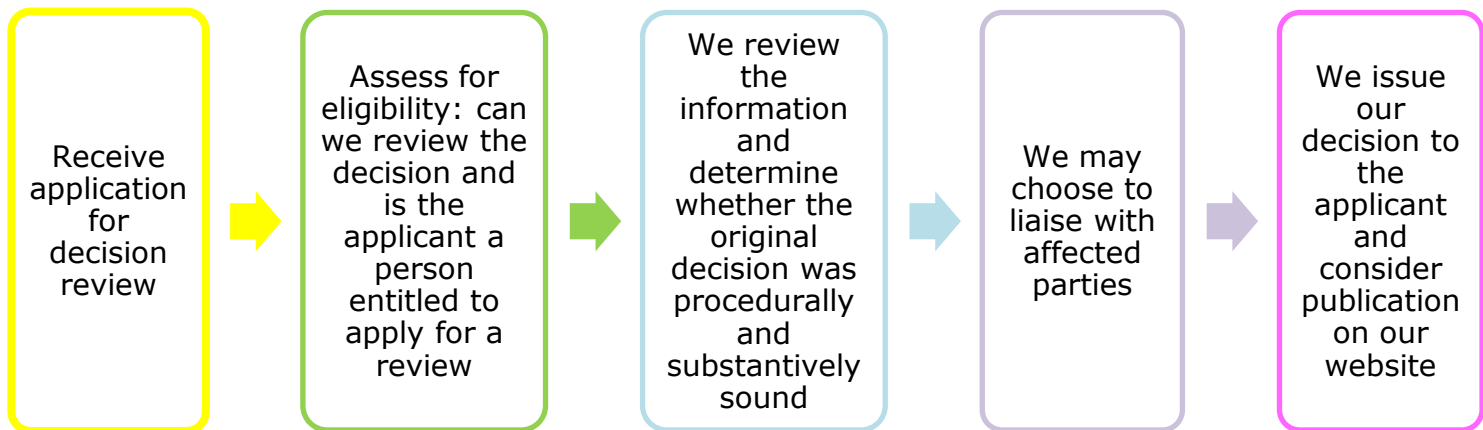 Receive
application
for
decision
review
Assess for
eligibility: can
we review the
decision and
is the
applicant a
person
entitled to
apply for a
review
We review
the
information
and
determine
whether the
original
decision was
procedurally
and
substantively
sound
We may
choose to
liaise with
affected
parties
We issue
our
decision to
the
applicant
and
consider
publication
on our
website